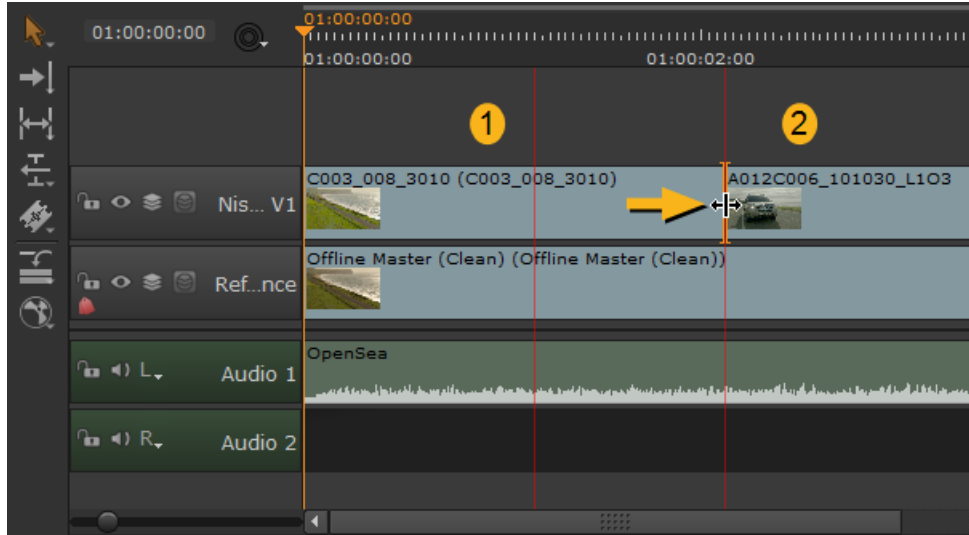 01:00:00:00
01:00:00:00
01:00:00:00 01:00:02:00
1 2
C003_008_3010 (C003_008_3010) A012C006_101030_L1O3
Nis... V1
Offline Master (Clean) (Offline Master (Clean))
Ref...nce
OpenSea
L Audio 1
R Audio 2